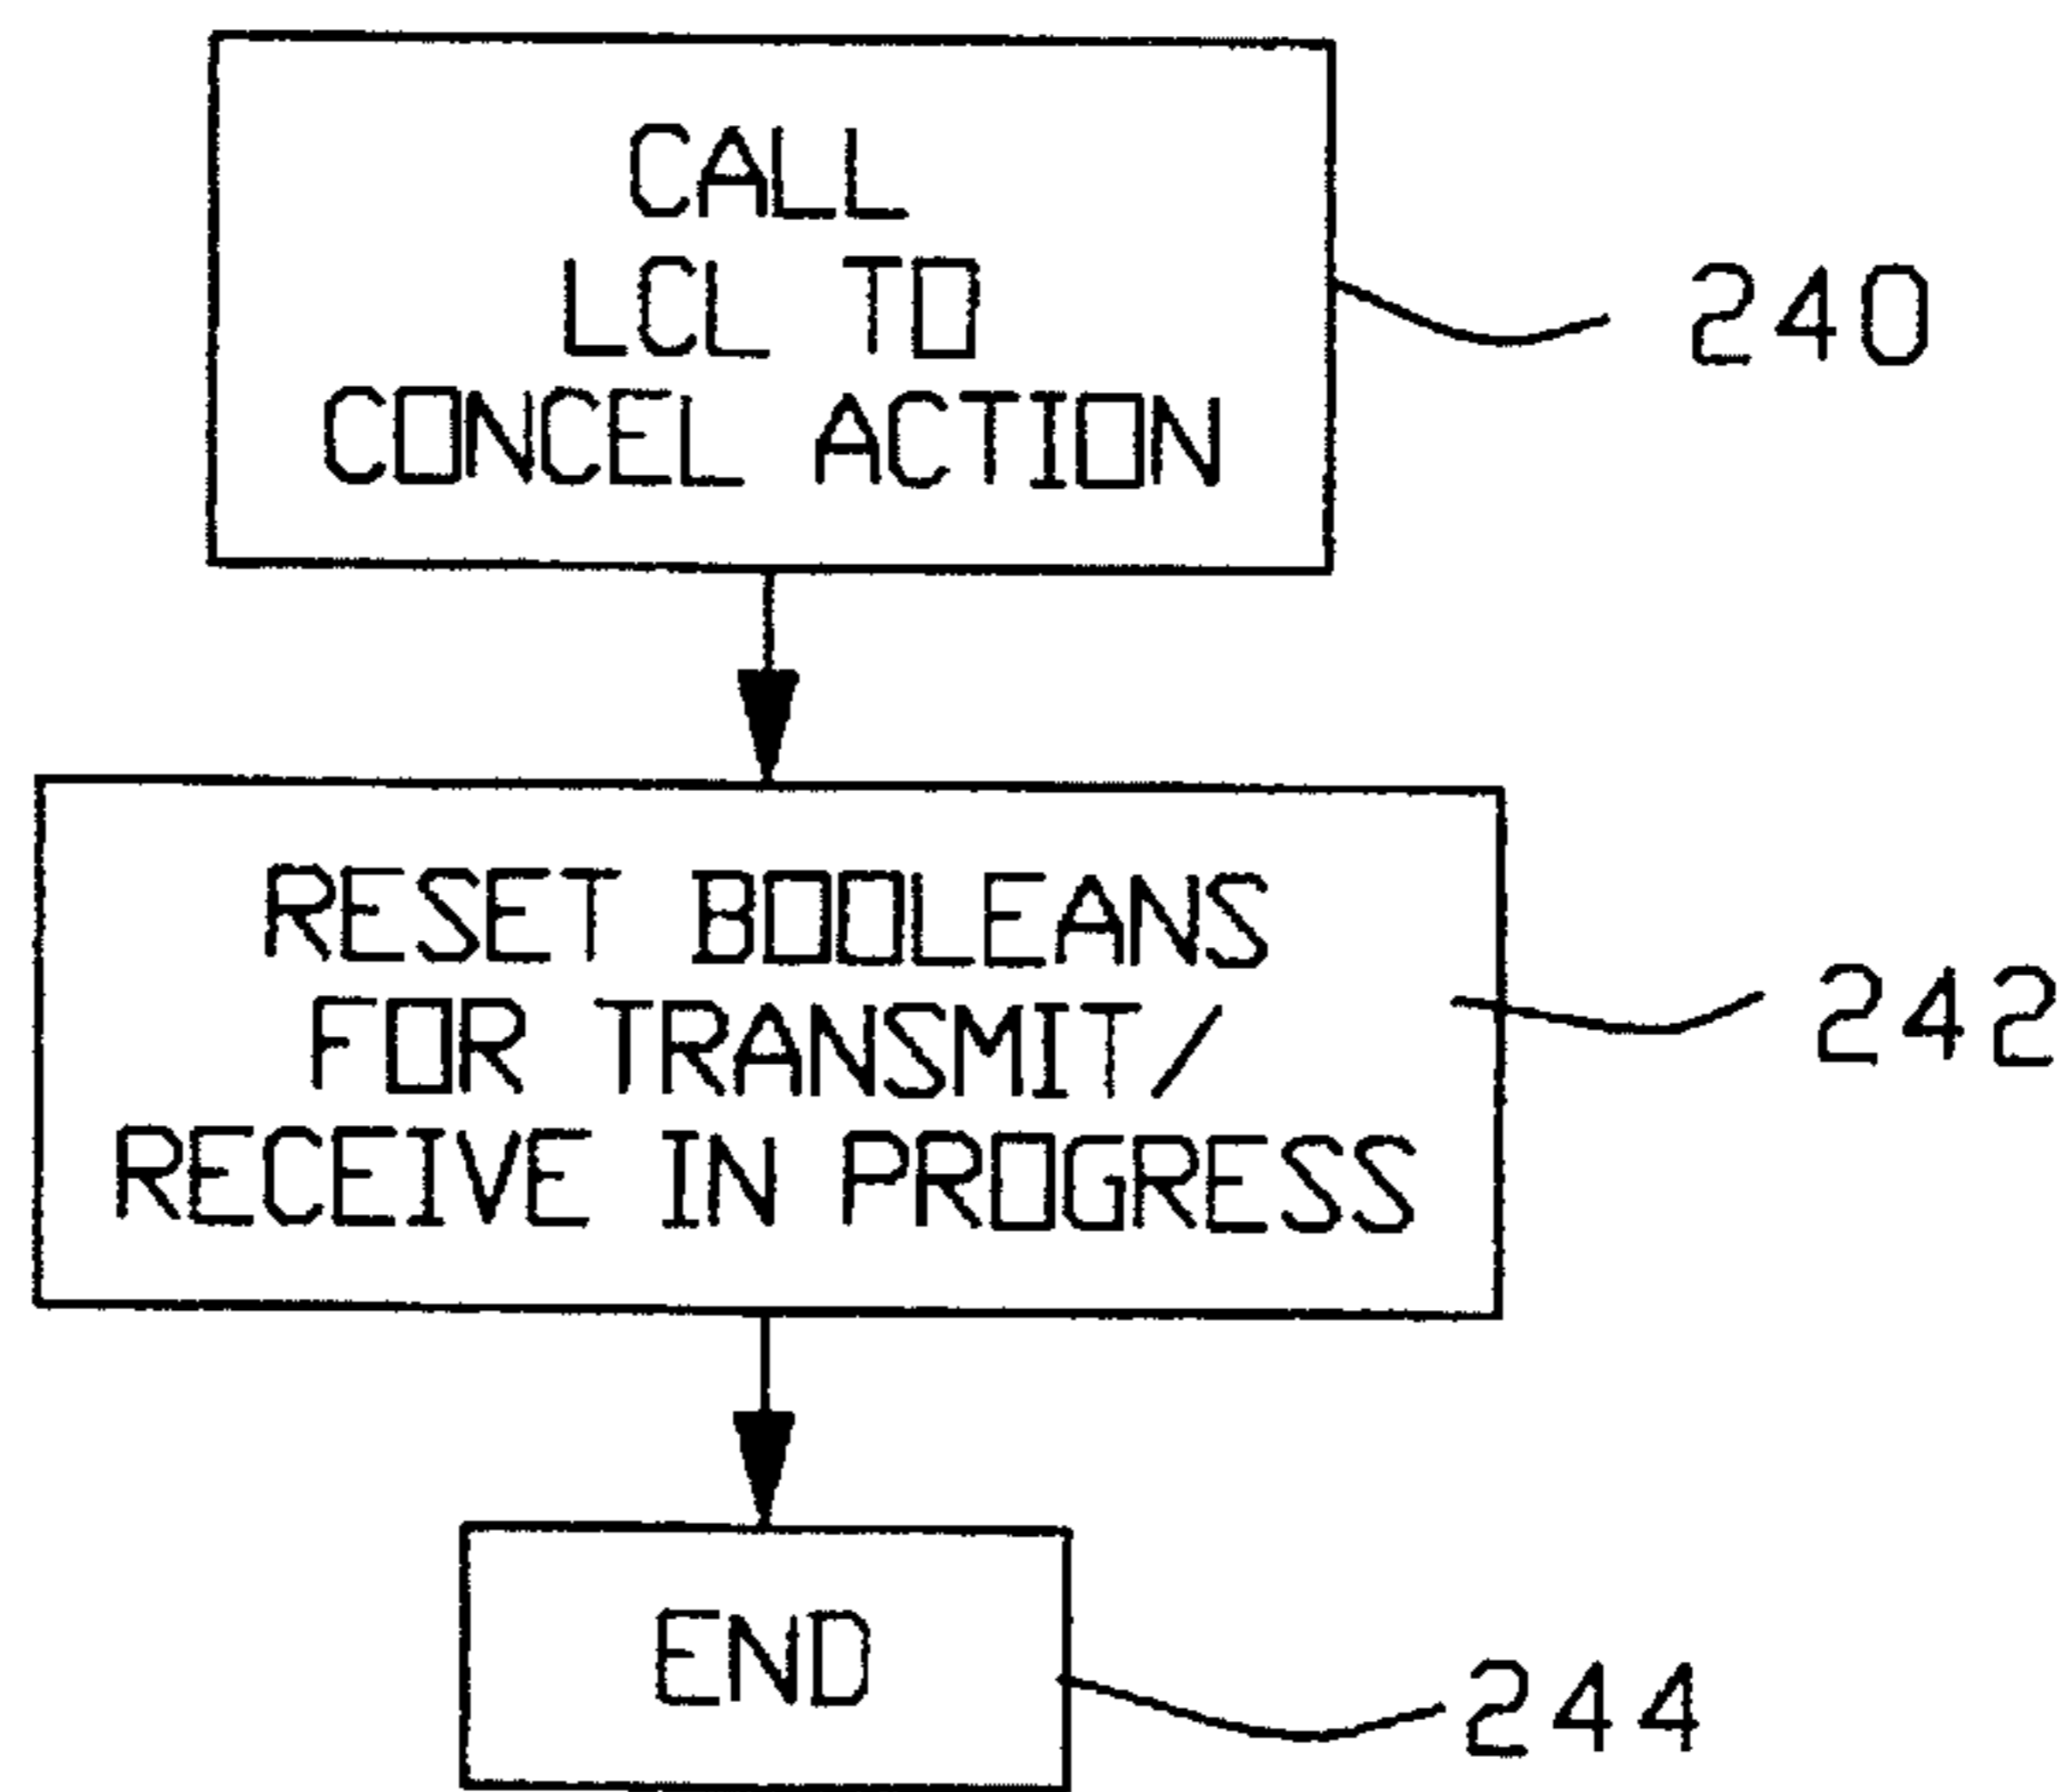 CALL
LCL TO
CONCEL ACTION
240
RESET BOOLEANS
FOR TRANSMIT/
RECEIVE IN PROGRESS
242
END
244